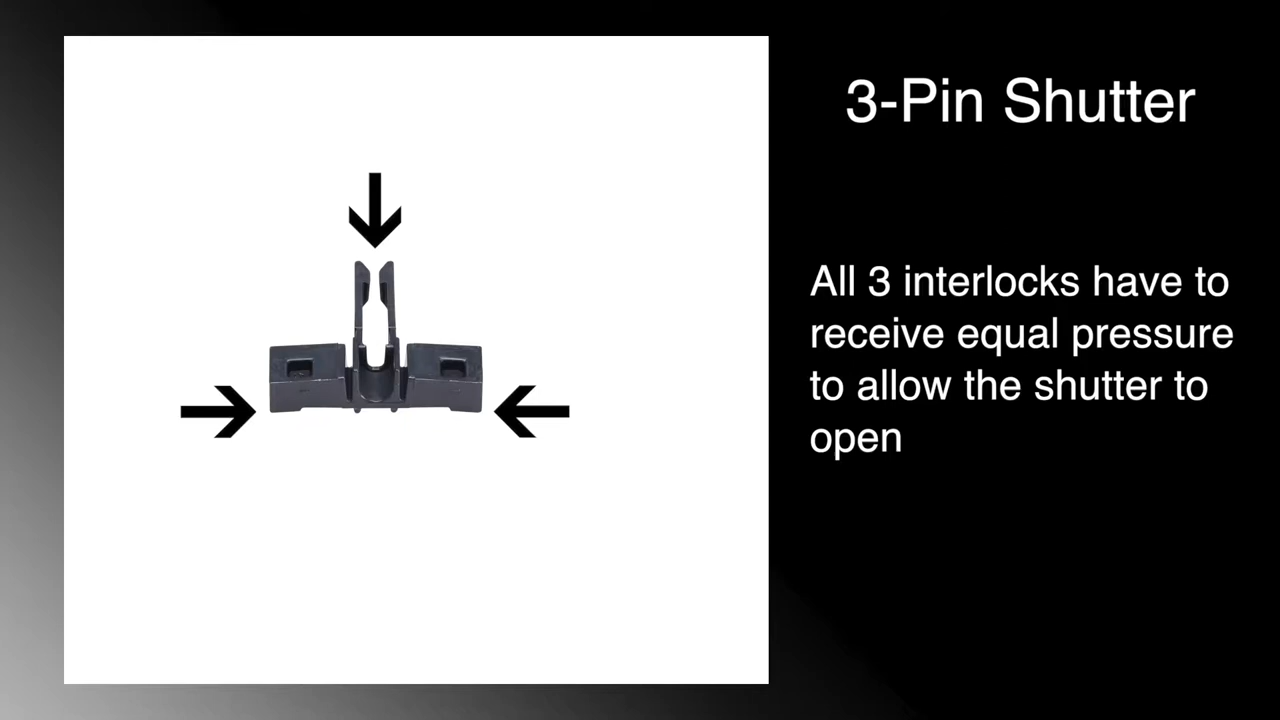 3-Pin Shutter
All 3 interlocks have to
receive equal pressure
to allow the shutter to
open